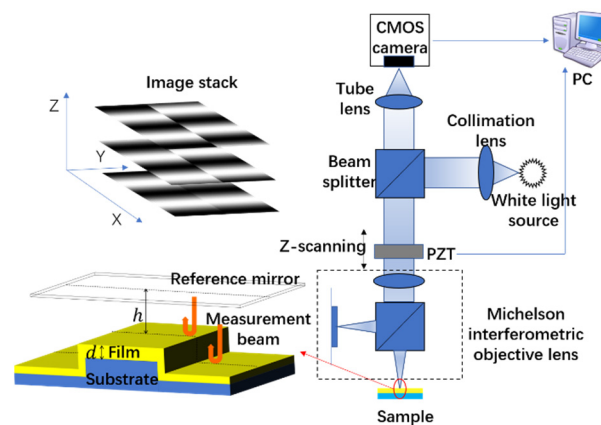 CMOS
camera
PC
Image stack
Tube
lens
Collimation
lens
Z
Y
X
Beam
splitter
White light
source
Z-scanning
PZT
Reference mirror
h
Measurement
beam
d
Film
Substrate
Michelson
interferometric
objective lens
Sample